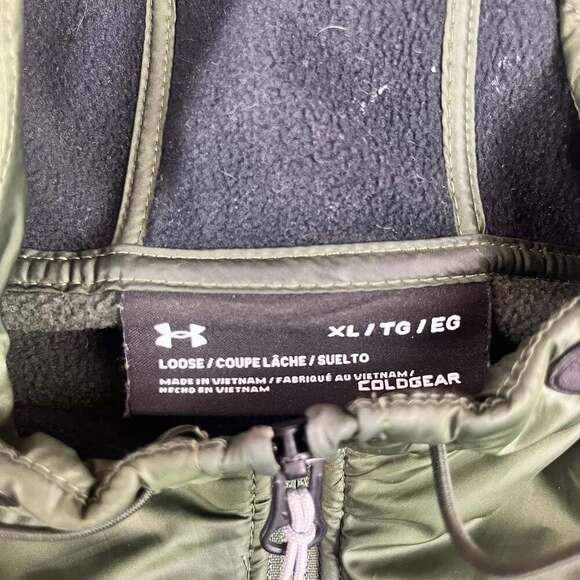 XL / TG / EG
LOOSE / COUPE LÂCHE / SUELTO
MADE IN VIETNAM / FABRIQUÉ AU VIETNAM /
HECHO EN VIETNAM
COLDGEAR